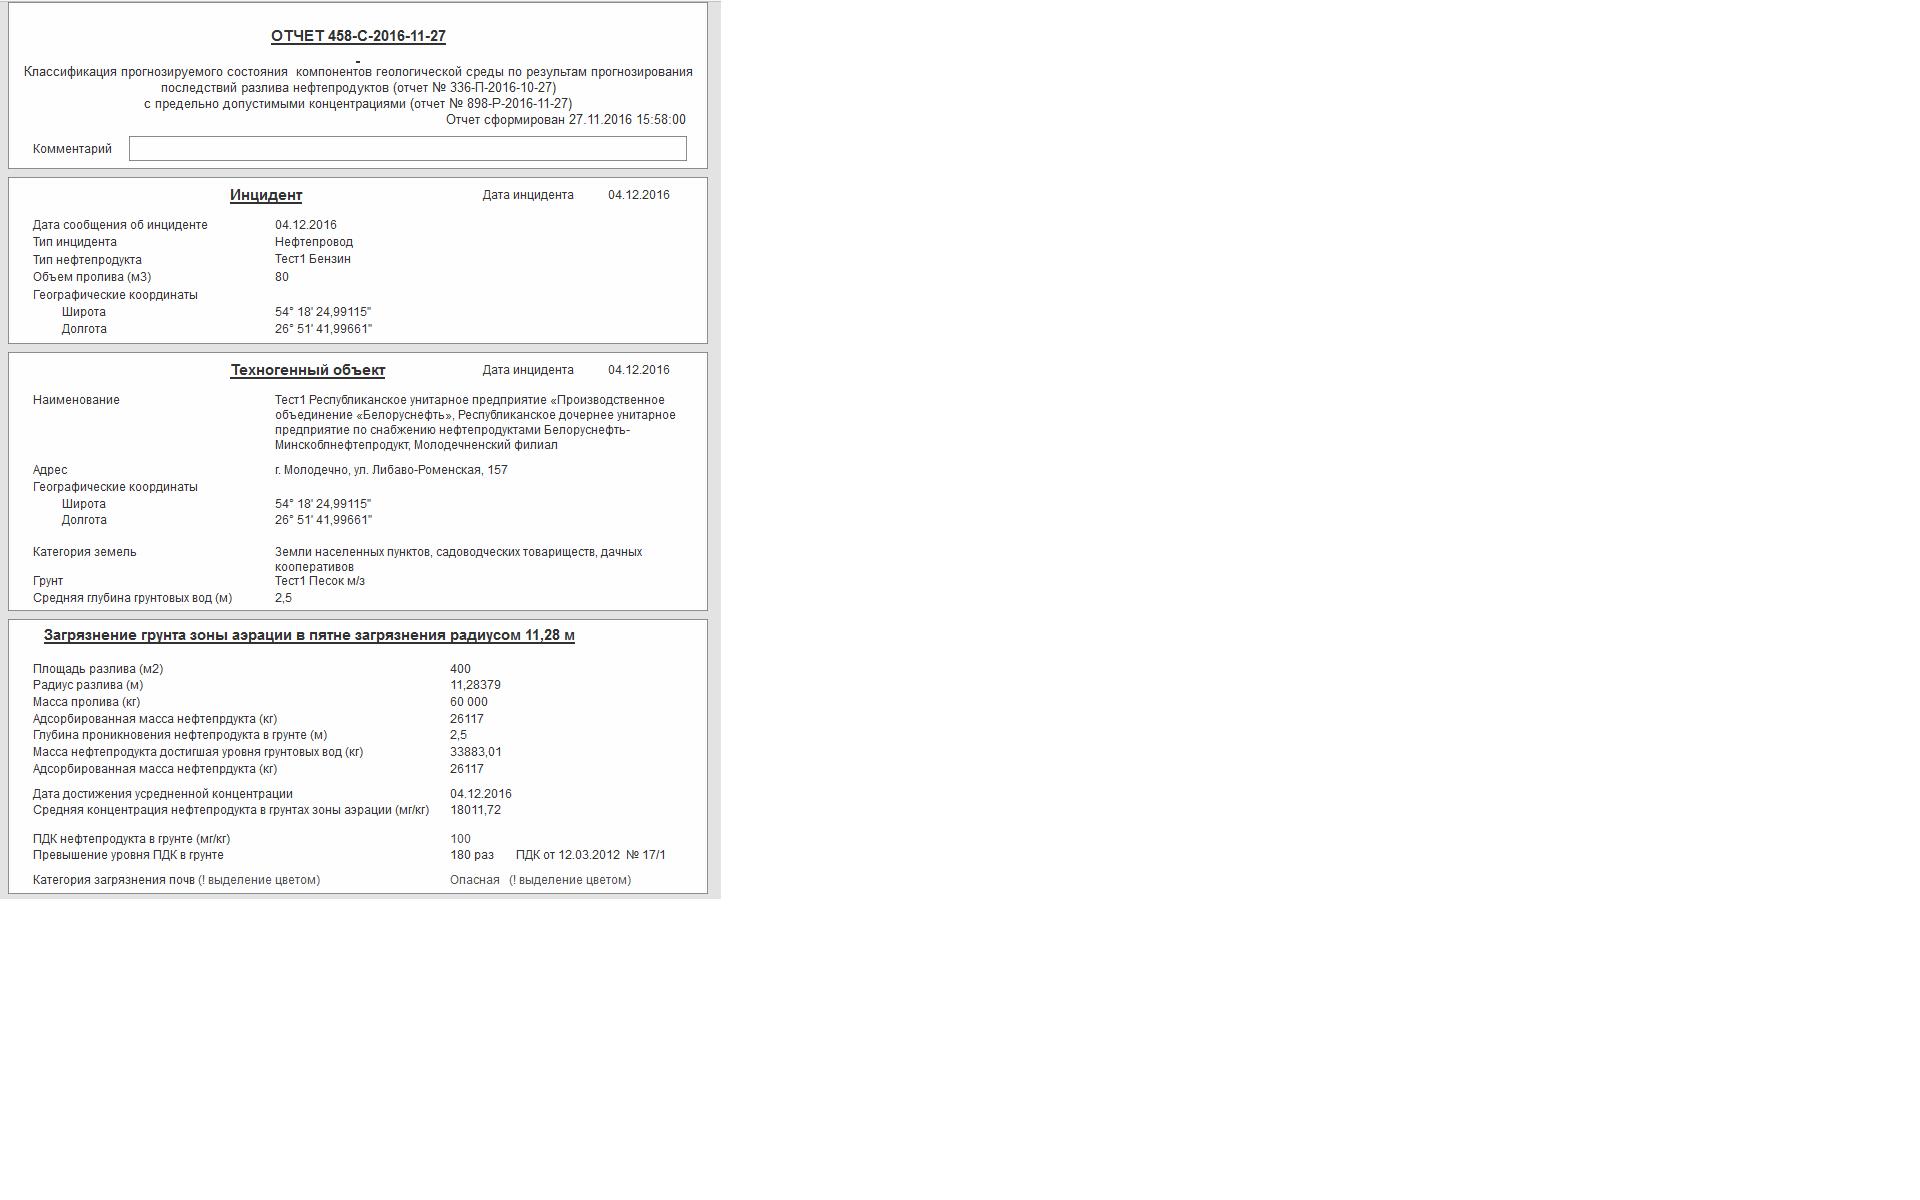 ОТЧЕТ 458-С-2016-11-27
Классификация прогнозируемого состояния компонентов геологической среды по результам прогнозирования
последствий разлива нефтепродуктов (отчет № 336-П-2016-10-27)
с предельно допустимыми концентрациями (отчет № 898-Р-2016-11-27)
Отчет сформирован 27.11.2016 15:58:00
Комментарий
Инцидент Дата инцидента 04.12.2016
Дата сообщения об инциденте 04.12.2016
Тип инцидента Нефтепровод
Тип нефтепродукта Тест1 Бензин
Объем пролива (м3) 80
Географические координаты
Широта 54° 18' 24,99115"
Долгота 26° 51' 41,99661"
Техногенный объект Дата инцидента 04.12.2016
Наименование Тест1 Республиканское унитарное предприятие «Производственное
объединение «Белоруснефть», Республиканское дочернее унитарное
предприятие по снабжению нефтепродуктами Белоруснефть-
Минскоблнефтепродукт, Молодечненский филиал
Адрес г. Молодечно, ул. Либаво-Роменская, 157
Географические координаты
Широта 54° 18' 24,99115"
Долгота 26° 51' 41,99661"
Категория земель Земли населенных пунктов, садоводческих товариществ, дачных
кооперативов
Грунт Тест1 Песок м/з
Средняя глубина грунтовых вод (м) 2,5
Загрязнение грунта зоны аэрации в пятне загрязнения радиусом 11,28 м
Площадь разлива (м2) 400
Радиус разлива (м) 11,28379
Масса пролива (кг) 60 000
Адсорбированная масса нефтепрдукта (кг) 26117
Глубина проникновения нефтепродукта в грунте (м) 2,5
Масса нефтепродукта достигшая уровня грунтовых вод (кг) 33883,01
Адсорбированная масса нефтепрдукта (кг) 26117
Дата достижения усредненной концентрации 04.12.2016
Средняя концентрация нефтепродукта в грунтах зоны аэрации (мг/кг) 18011,72
ПДК нефтепродукта в грунте (мг/кг) 100
Превышение уровня ПДК в грунте 180 раз ПДК от 12.03.2012 № 17/1
Категория загрязнения почв (! выделение цветом) Опасная (! выделение цветом)